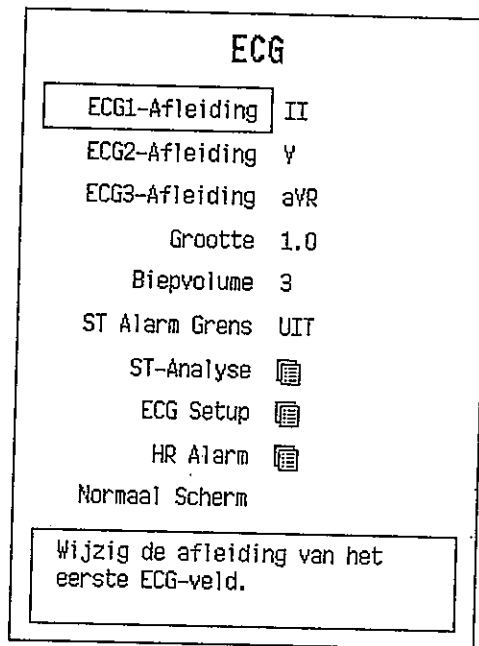 ECG
ECG1-Afleiding II
ECG2-Afleiding V
ECG3-Afleiding aVR
Grootte 1.0
Biepvolume 3
ST Alarm Grens UIT
ST-Analyse
ECG Setup
HR Alarm
Normaal Scherm
Wijzig de afleiding van het
eerste ECG-veld.